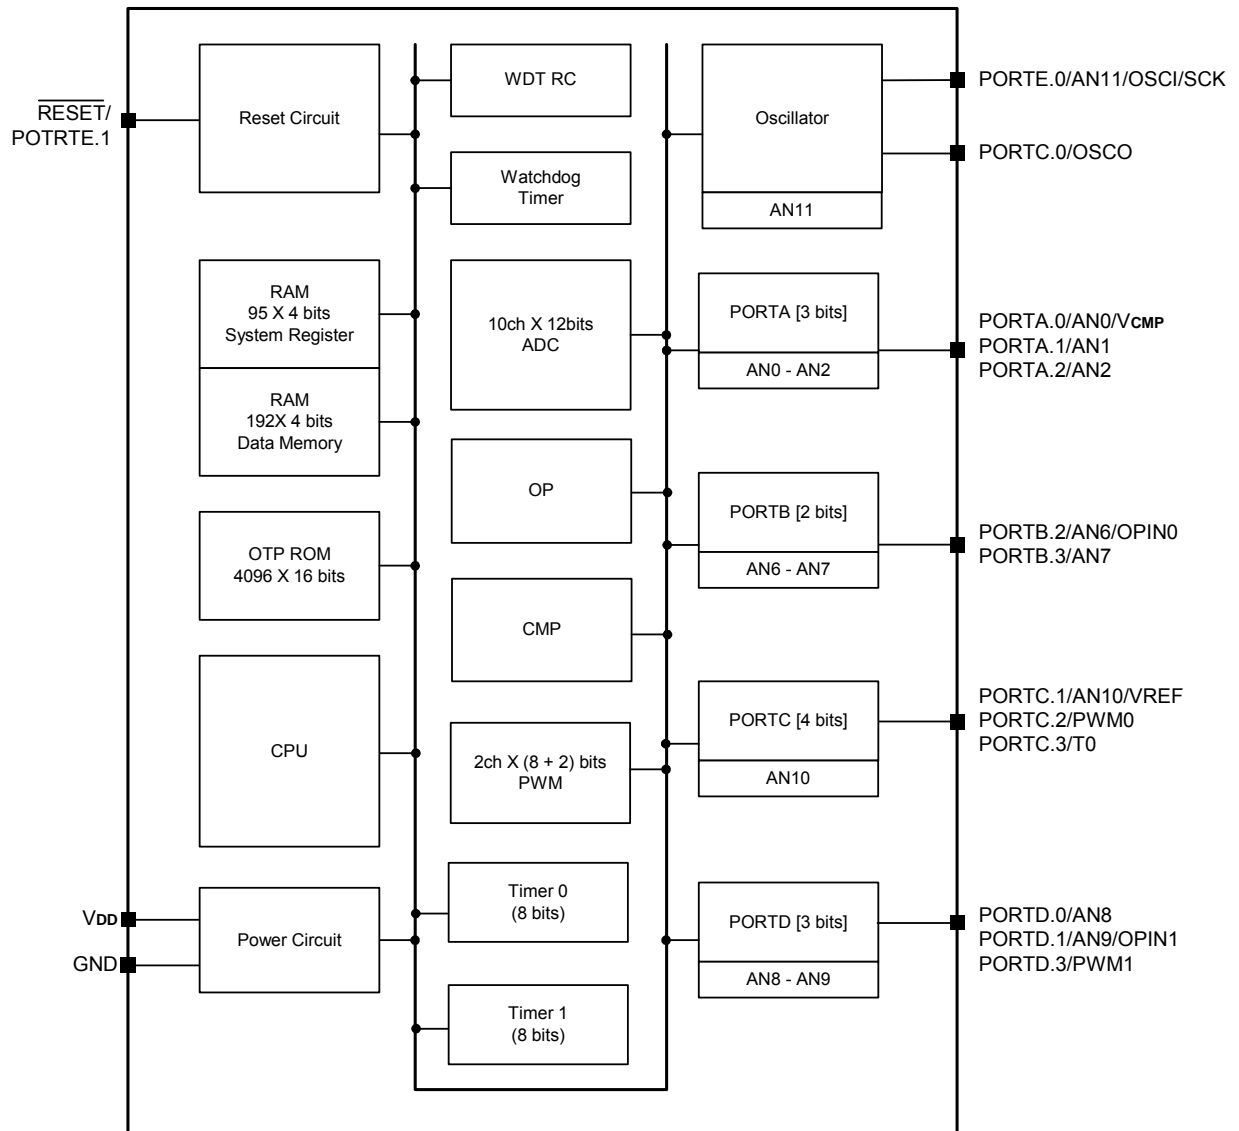 RESET/
POTRTE.1
VDD
GND
Reset Circuit
RAM
95 X 4 bits
System Register
RAM
192X 4 bits
Data Memory
OTP ROM
4096 X 16 bits
CPU
Power Circuit
WDT RC
Watchdog
Timer
10ch X 12bits
ADC
OP
CMP
2ch X (8 + 2) bits
PWM
Timer 0
(8 bits)
Timer 1
(8 bits)
Oscillator
AN11
PORTA [3 bits]
AN0 - AN2
PORTB [2 bits]
AN6 - AN7
PORTC [4 bits]
AN10
PORTD [3 bits]
AN8 - AN9
PORTE.0/AN11/OSCI/SCK
PORTC.0/OSCO
PORTA.0/AN0/VCMP
PORTA.1/AN1
PORTA.2/AN2
PORTB.2/AN6/OPIN0
PORTB.3/AN7
PORTC.1/AN10/VREF
PORTC.2/PWM0
PORTC.3/T0
PORTD.0/AN8
PORTD.1/AN9/OPIN1
PORTD.3/PWM1